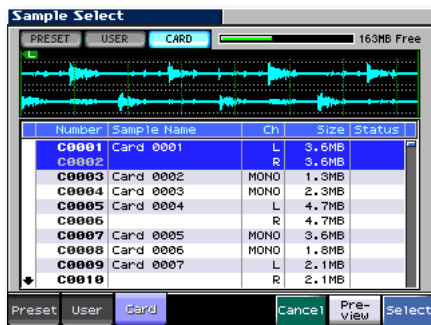 Sample Select
PRESET USER CARD 163MB Free
L
Number Sample Name Ch Size Status
C0001 Card 0001 L 3.6MB
C0002 R 3.6MB
C0003 Card 0002 MONO 1.3MB
C0004 Card 0003 MONO 2.3MB
C0005 Card 0004 L 4.7MB
C0006 R 4.7MB
C0007 Card 0005 MONO 3.6MB
C0008 Card 0006 MONO 1.8MB
C0009 Card 0007 L 2.1MB
C0010 R 2.1MB
Preset User Card Cancel Pre-view Select